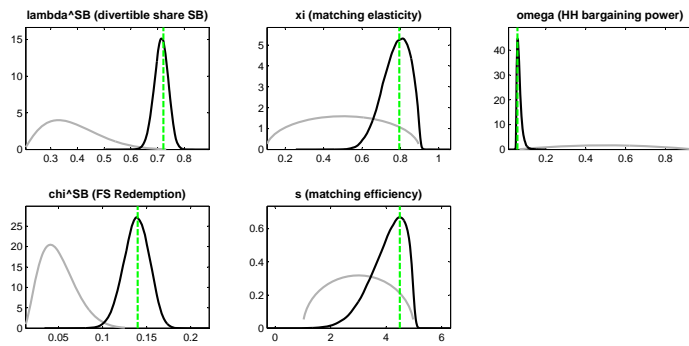 lambda^SB (divertible share SB)
xi (matching elasticity)
omega (HH bargaining power)
15
10
5
0
0.3 0.4 0.5 0.6 0.7 0.8
5
4
3
2
1
0
0.2 0.4 0.6 0.8 1
40
30
20
10
0
0.2 0.4 0.6 0.8
chi^SB (FS Redemption)
s (matching efficiency)
25
20
15
10
5
0
0.05 0.1 0.15 0.2
0.6
0.4
0.2
0
0 2 4 6